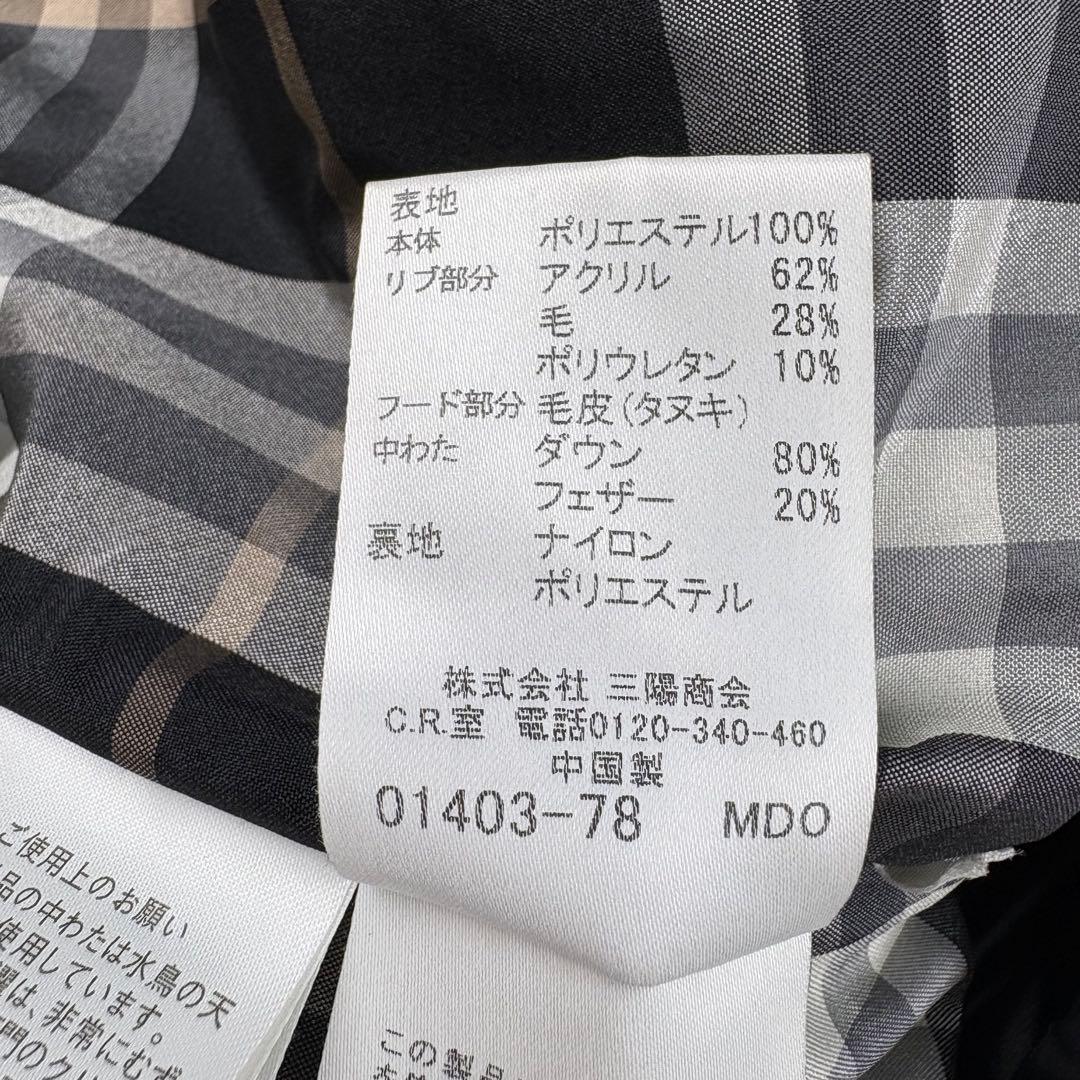 表地
本体 ポリエステル100%
リブ部分 アクリル 62%
毛 28%
ポリウレタン 10%
フード部分 毛皮(タヌキ)
中わた ダウン 80%
フェザー 20%
裏地 ナイロン
ポリエステル
株式会社 三陽商会
C.R.室 電話0120-340-460
中国製
01403-78 MDO
ご使用上のお願い
品の中わたは水鳥の天
使用しています。
は、非常にむず
門のク
この製品